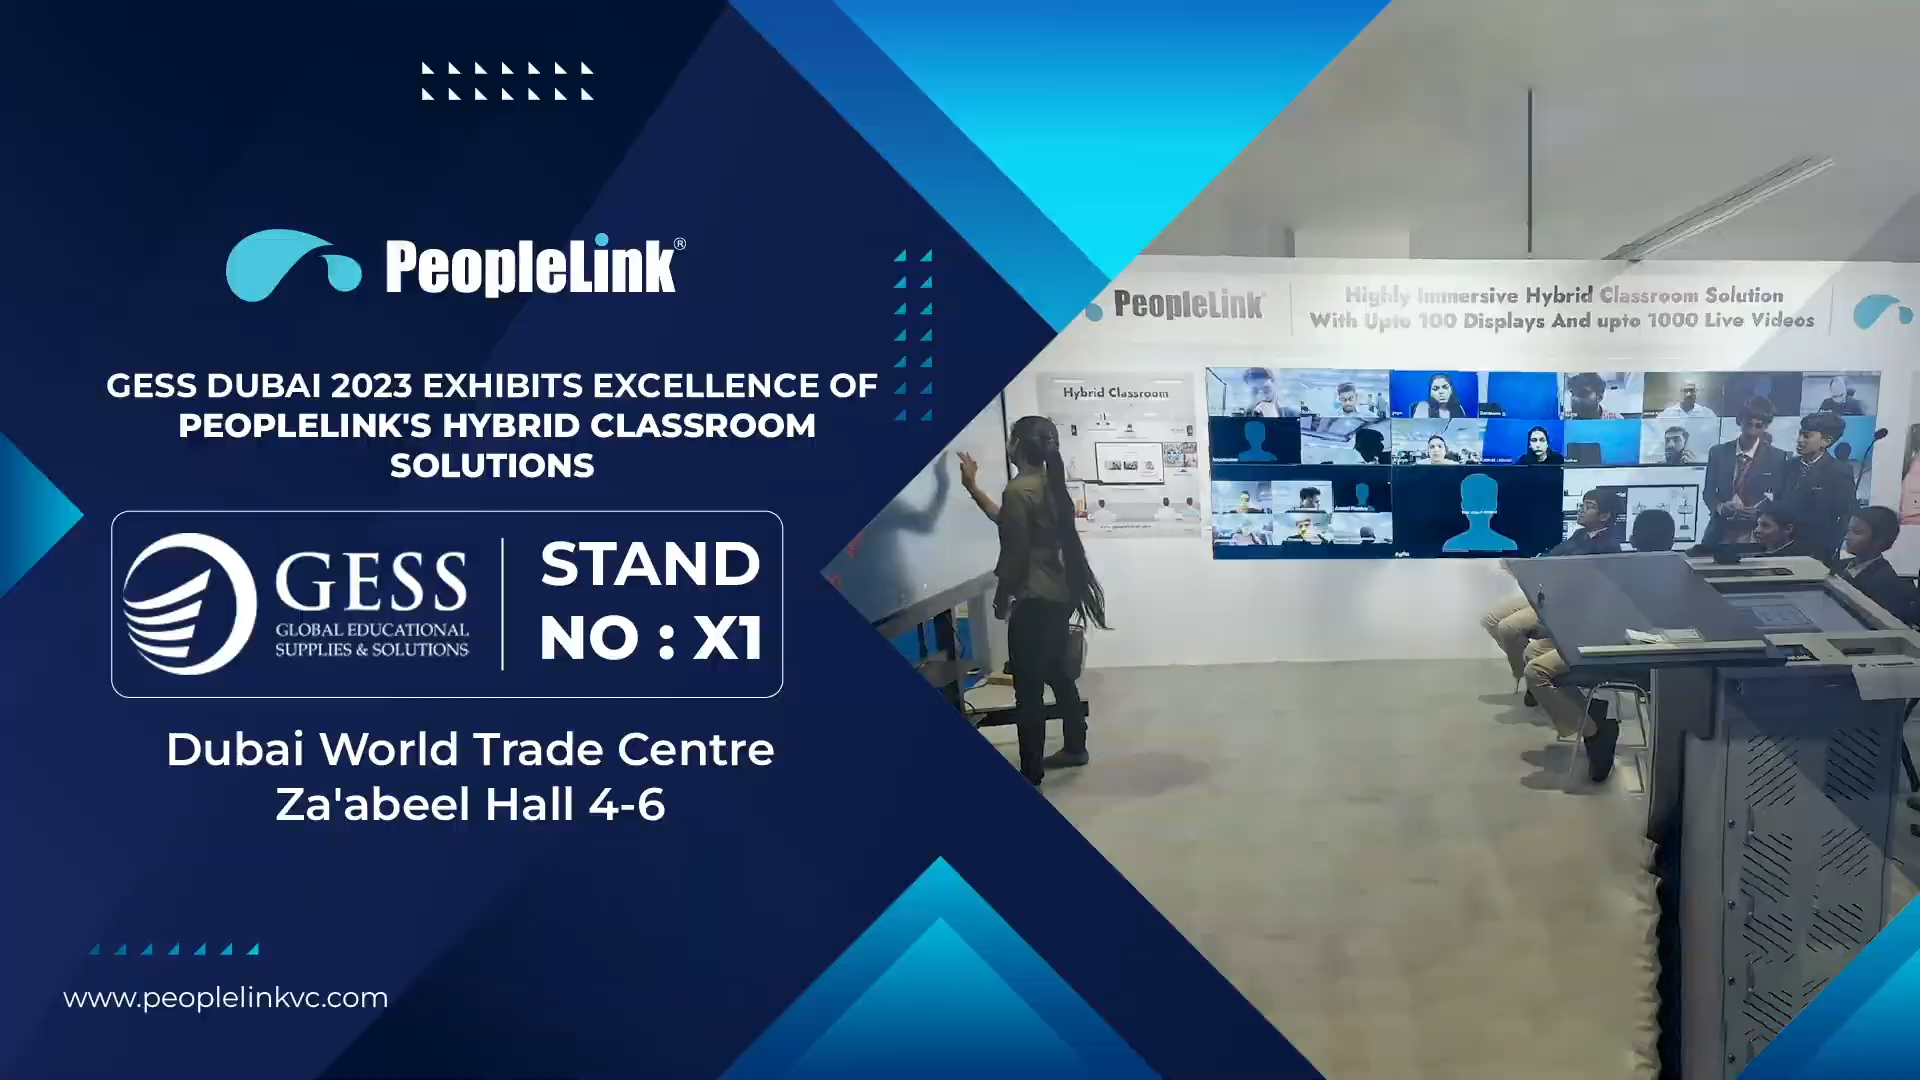 PeopleLink®
GESS DUBAI 2023 EXHIBITS EXCELLENCE OF
PEOPLELINK'S HYBRID CLASSROOM
SOLUTIONS
GESS
GLOBAL EDUCATIONAL
SUPPLIES & SOLUTIONS
STAND
NO : X1
Dubai World Trade Centre
Za'abeel Hall 4-6
www.peoplelinkvc.com
PeopleLink
Highly Immersive Hybrid Classroom Solution
With Upto 100 Displays And upto 1000 Live Videos
Hybrid Classroom